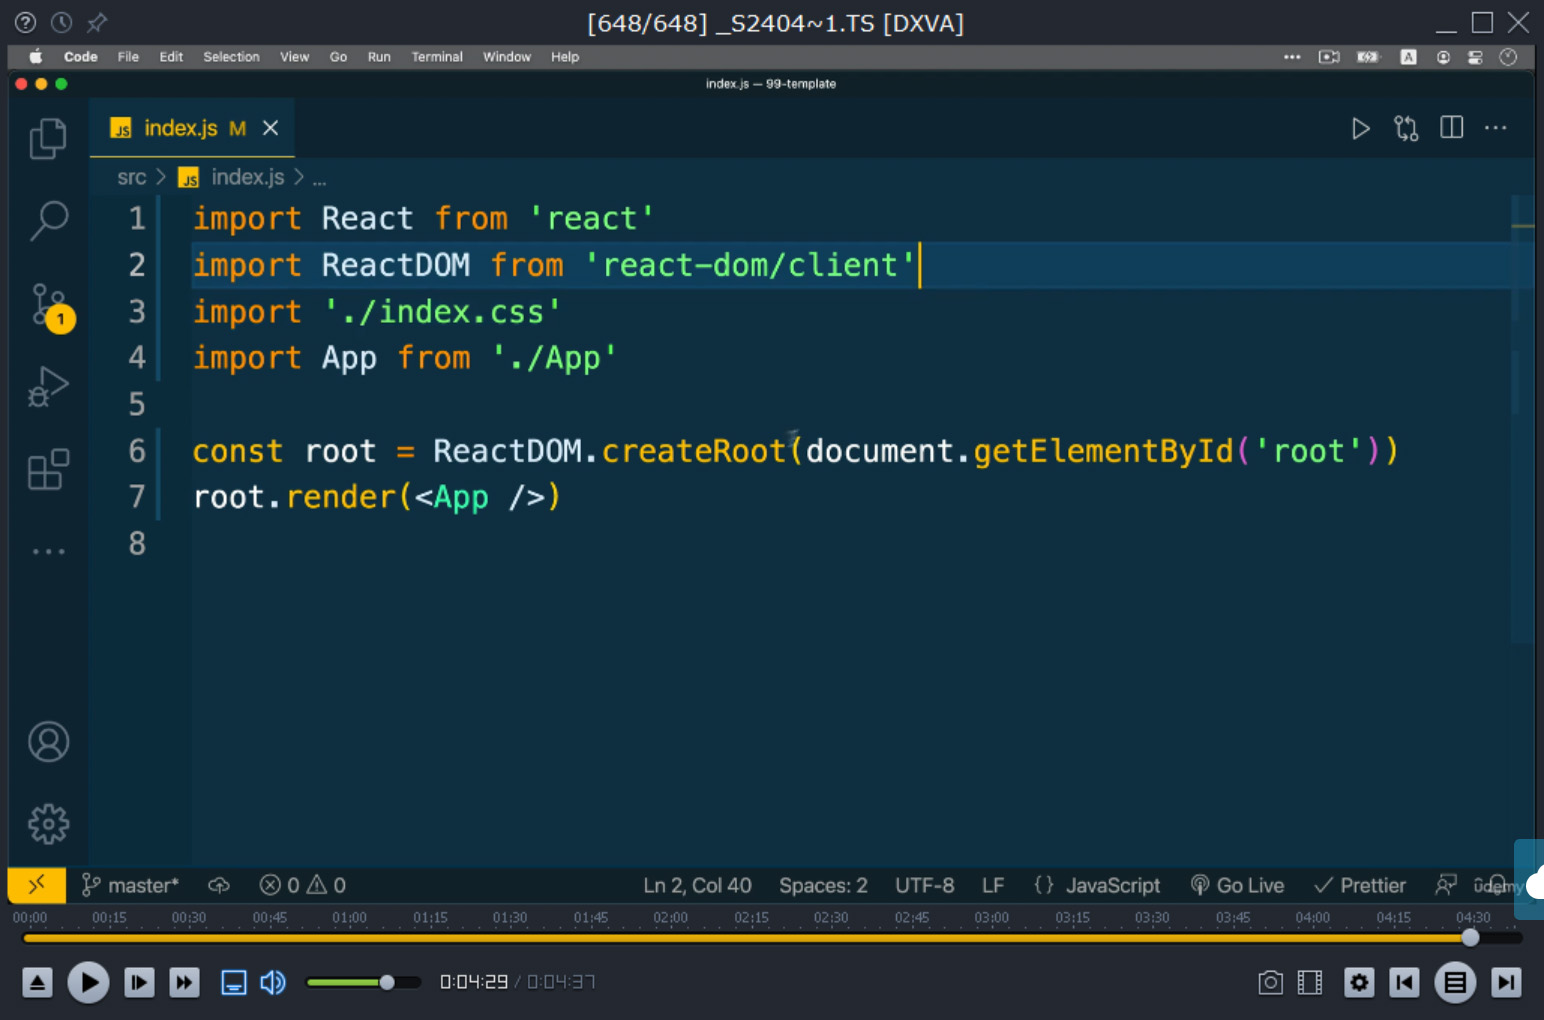 [648/648] _S2404~1.TS [DXVA]
Code File Edit Selection View Go Run Terminal Window Help
A
index.js — 99-template
JS index.js M
src > JS index.js > ...
1 import React from 'react'
2 import ReactDOM from 'react-dom/client'
3 import './index.css'
4 import App from './App'
5
6 const root = ReactDOM.createRoot(document.getElementById('root'))
7 root.render(<App />)
8
1
master* 0 0 Ln 2, Col 40 Spaces: 2 UTF-8 LF {} JavaScript Go Live Prettier
00:00 00:15 00:30 00:45 01:00 01:15 01:30 01:45 02:00 02:15 02:30 02:45 03:00 03:15 03:30 03:45 04:00 04:15 04:30
0:04:29 / 0:04:37